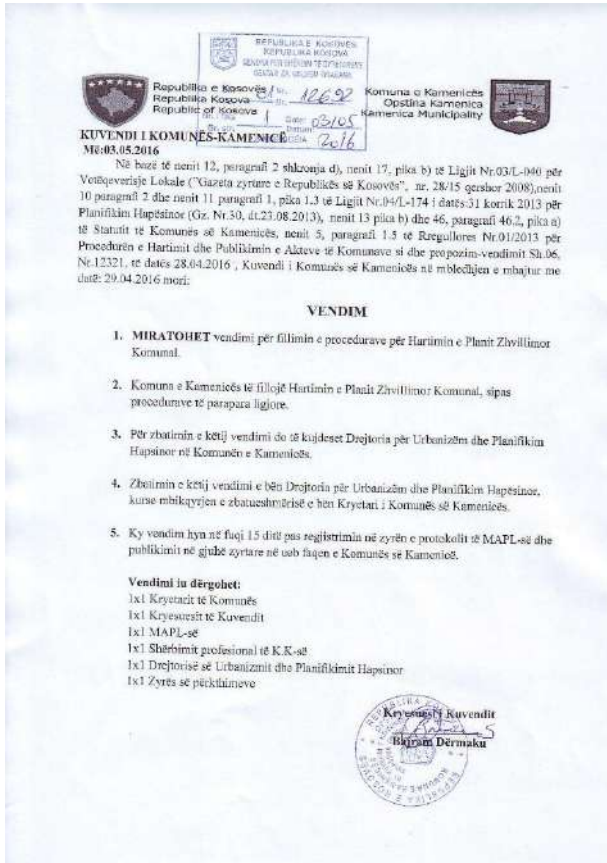 REPUBLIKA E KOSOVËS
REPUBLIKA KOSOVA
QENDRA PËR SHËRBIM TË QYTETARËVE
Republika e Kosovës
Republika Kosova
Republic of Kosova
01 Nr. 12692
1 Datë 03/05
2016
Komuna e Kamenicës
Opstina Kamenica
Kamenica Municipality
KUVENDI I KOMUNËS-KAMENICË
Më:03.05.2016
Në bazë të nenit 12, paragrafi 2 shkronja d), nenit 17, pika b) të Ligjit Nr.03/L-040 për
Vetëqeverisje Lokale ("Gazeta zyrtare e Republikës së Kosovës", nr. 28/15 qershor 2008),nenit
10 paragrafi 2 dhe nenit 11 paragrafi 1, pika 1.3 të Ligjit Nr.04/L-174 i datës:31 korrik 2013 për
Planifikim Hapësinor (Gz. Nr.30, dt.23.08.2013), nenit 13 pika b) dhe 46, paragrafi 46.2, pika a)
të Statutit të Komunës së Kamenicës, nenit 5, paragrafi 1.5 të Rregullores Nr.01/2013 për
Procedurën e Hartimit dhe Publikimin e Akteve të Komunave si dhe propozim-vendimit Sh.06,
Nr.12321, të datës 28.04.2016 , Kuvendi i Komunës së Kamenicës në mbledhjen e mbajtur me
datë: 29.04.2016 mori:
VENDIM
1. MIRATOHET vendimi për fillimin e procedurave për Hartimin e Planit Zhvillimor
Komunal.
2. Komuna e Kamenicës të fillojë Hartimin e Planit Zhvillimor Komunal, sipas
procedurave të parapara ligjore.
3. Për zbatimin e këtij vendimi do të kujdeset Drejtoria për Urbanizëm dhe Planifikim
Hapsinor në Komunën e Kamenicës.
4. Zbatimin e këtij vendimi e bën Drejtoria për Urbanizëm dhe Planifikim Hapësinor,
kurse mbikqyrjen e zbatueshmërisë e bën Kryetari i Komunës së Kamenicës.
5. Ky vendim hyn në fuqi 15 ditë pas regjistrimin në zyrën e protokolit të MAPL-së dhe
publikimit në gjuhë zyrtare në ueb faqen e Komunës së Kamenicë.
Vendimi iu dërgohet:
1x1 Kryetarit të Komunës
1x1 Kryesuesit të Kuvendit
1x1 MAPL-së
1x1 Shërbimit profesional të K.K-së
1x1 Drejtorisë së Urbanizmit dhe Planifikimit Hapsinor
1x1 Zyrës së përkthimeve
Kryesuesi i Kuvendit
Bajram Dërmaku